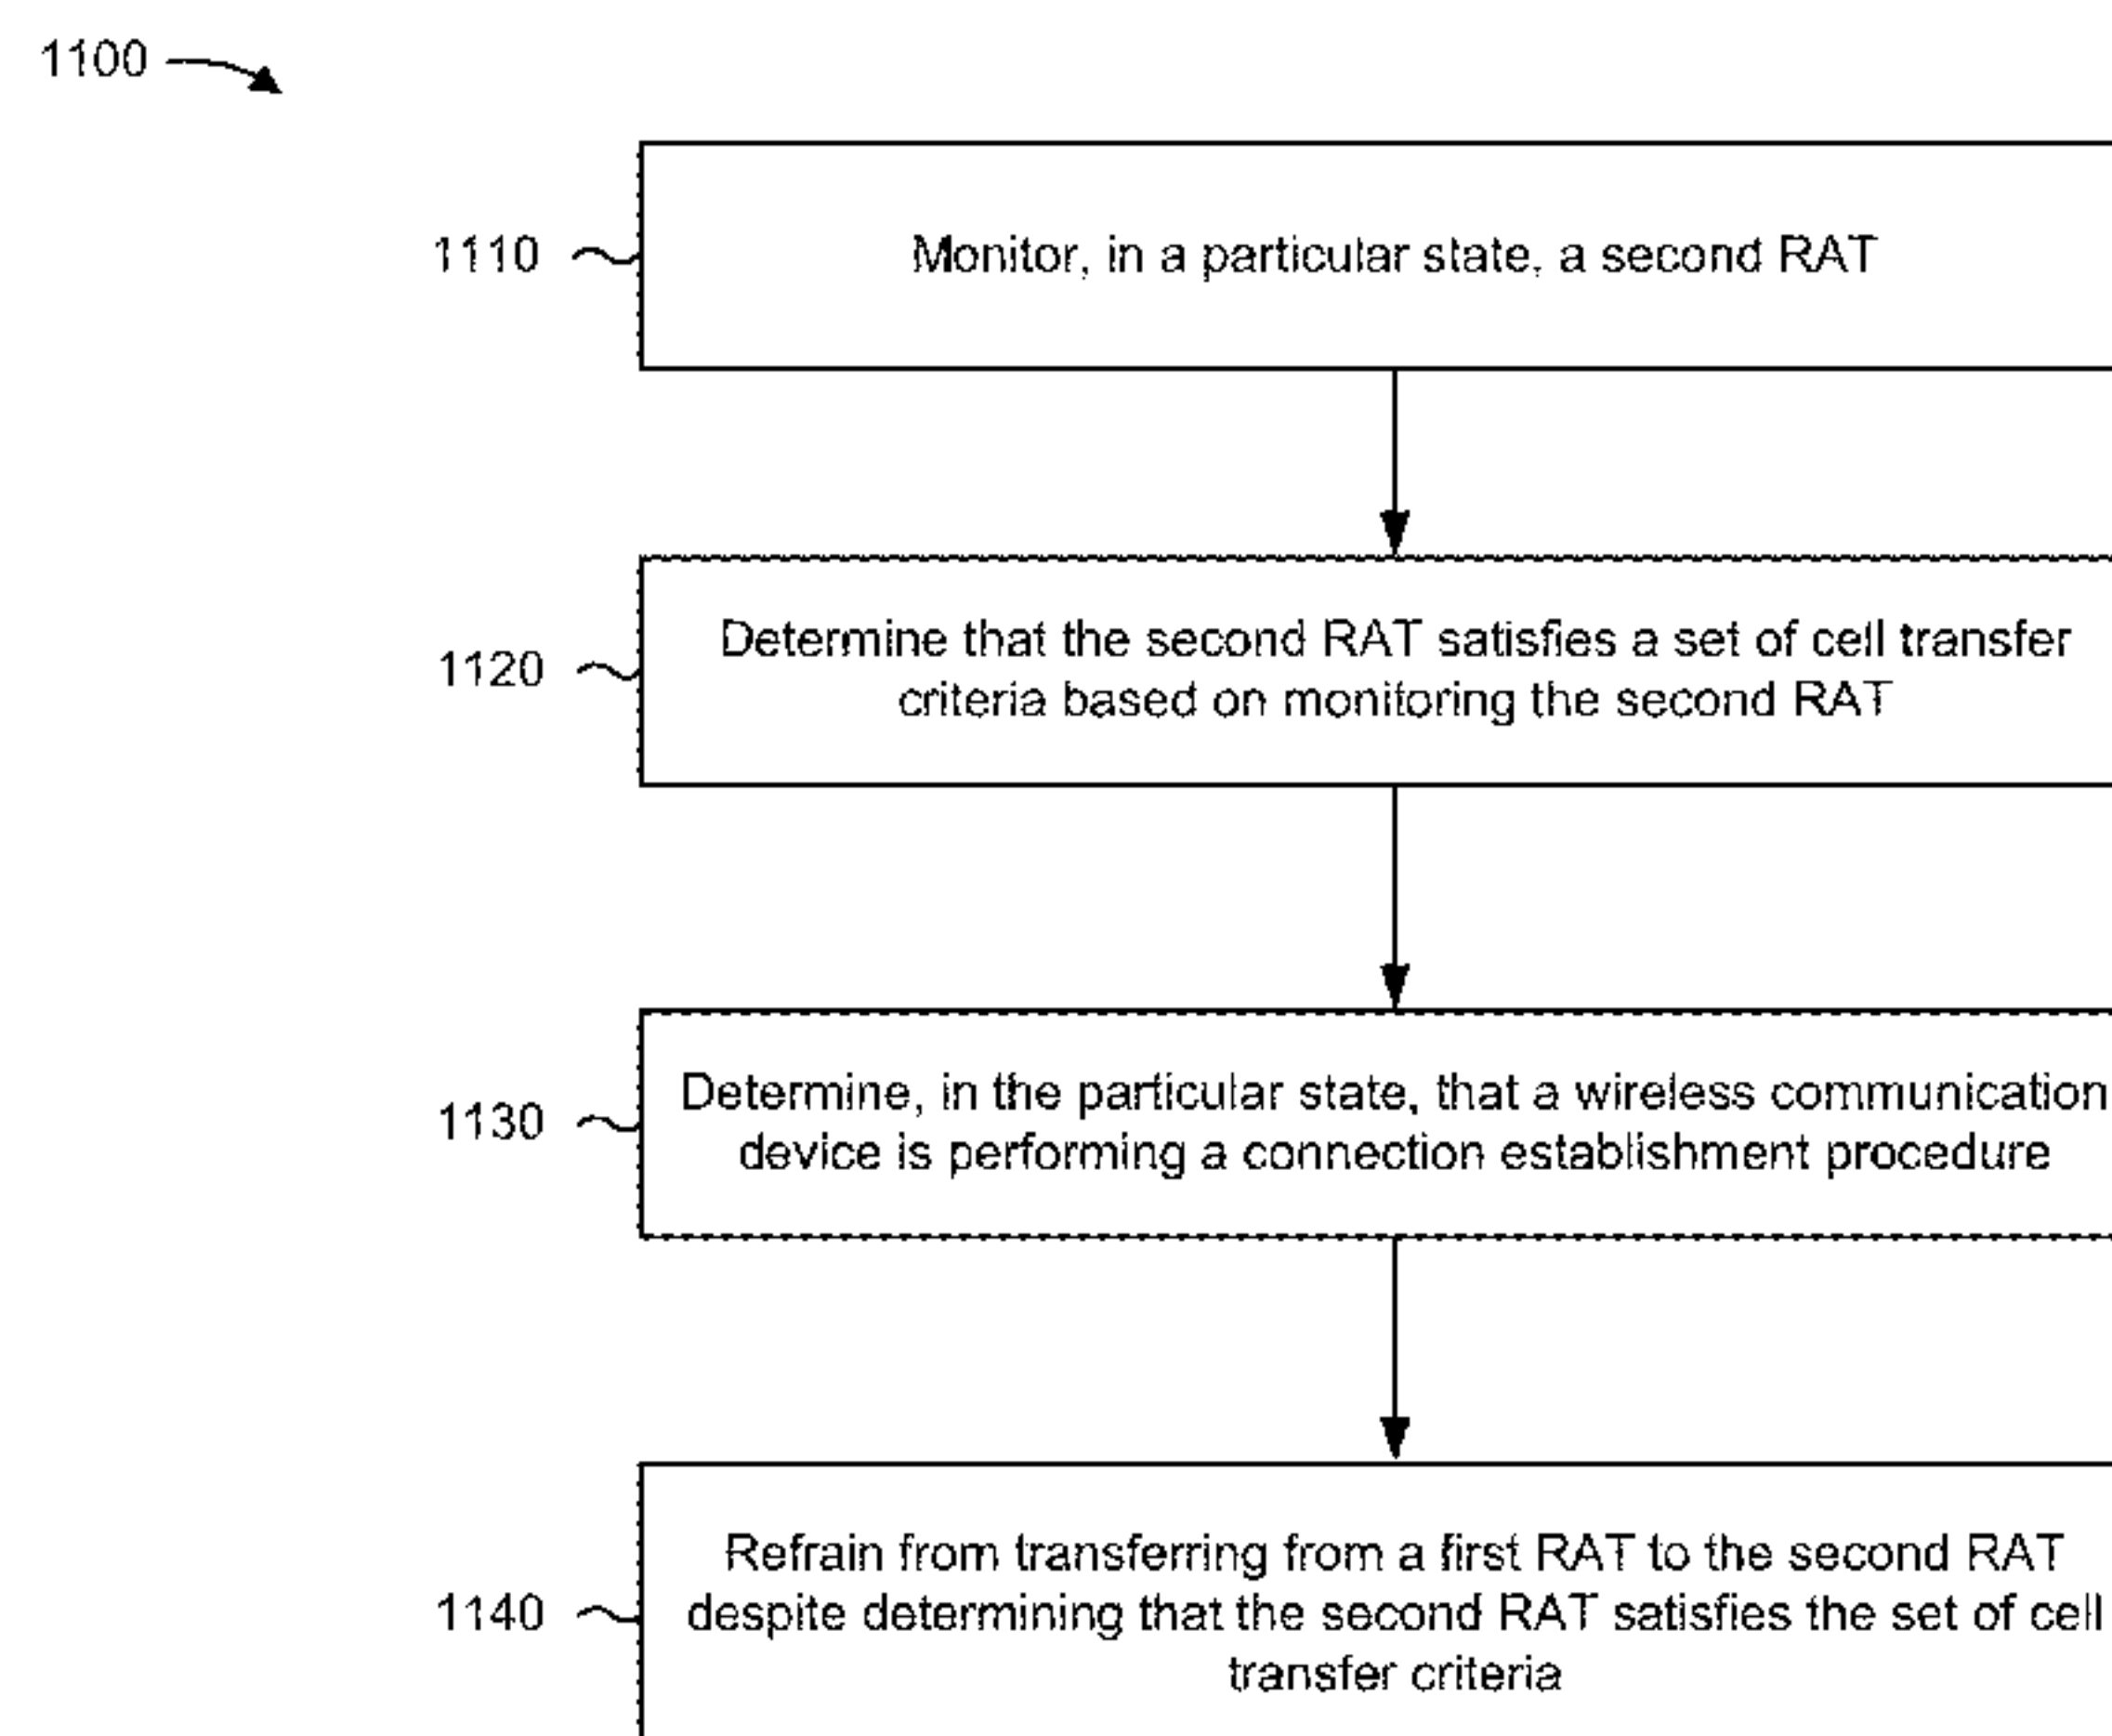 1100
1110
Monitor, in a particular state, a second RAT
1120
Determine that the second RAT satisfies a set of cell transfer
criteria based on monitoring the second RAT
1130
Determine, in the particular state, that a wireless communication
device is performing a connection establishment procedure
1140
Refrain from transferring from a first RAT to the second RAT
despite determining that the second RAT satisfies the set of cell
transfer criteria